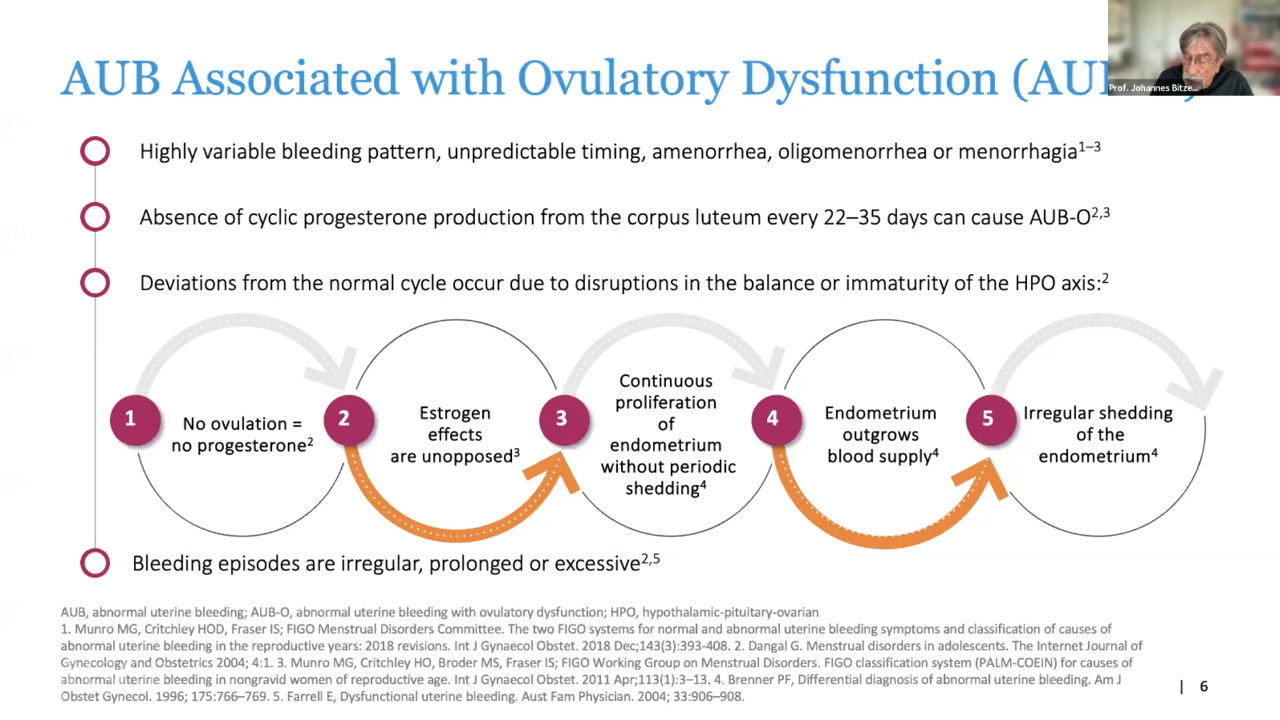 AUB Associated with Ovulatory Dysfunction (AU
Prof. Johannes Bitze...
Highly variable bleeding pattern, unpredictable timing, amenorrhea, oligomenorrhea or menorrhagia1–3
Absence of cyclic progesterone production from the corpus luteum every 22–35 days can cause AUB-O2,3
Deviations from the normal cycle occur due to disruptions in the balance or immaturity of the HPO axis:2
1
No ovulation =
no progesterone2
2
Estrogen
effects
are unopposed3
3
Continuous
proliferation
of
endometrium
without periodic
shedding4
4
Endometrium
outgrows
blood supply4
5
Irregular shedding
of the
endometrium4
Bleeding episodes are irregular, prolonged or excessive2,5
AUB, abnormal uterine bleeding; AUB-O, abnormal uterine bleeding with ovulatory dysfunction; HPO, hypothalamic-pituitary-ovarian
1. Munro MG, Critchley HOD, Fraser IS; FIGO Menstrual Disorders Committee. The two FIGO systems for normal and abnormal uterine bleeding symptoms and classification of causes of
abnormal uterine bleeding in the reproductive years: 2018 revisions. Int J Gynaecol Obstet. 2018 Dec;143(3):393-408. 2. Dangal G. Menstrual disorders in adolescents. The Internet Journal of
Gynecology and Obstetrics 2004; 4:1. 3. Munro MG, Critchley HO, Broder MS, Fraser IS; FIGO Working Group on Menstrual Disorders. FIGO classification system (PALM-COEIN) for causes of
abnormal uterine bleeding in nongravid women of reproductive age. Int J Gynaecol Obstet. 2011 Apr;113(1):3–13. 4. Brenner PF, Differential diagnosis of abnormal uterine bleeding. Am J
Obstet Gynecol. 1996; 175:766–769. 5. Farrell E, Dysfunctional uterine bleeding. Aust Fam Physician. 2004; 33:906–908.
| 6